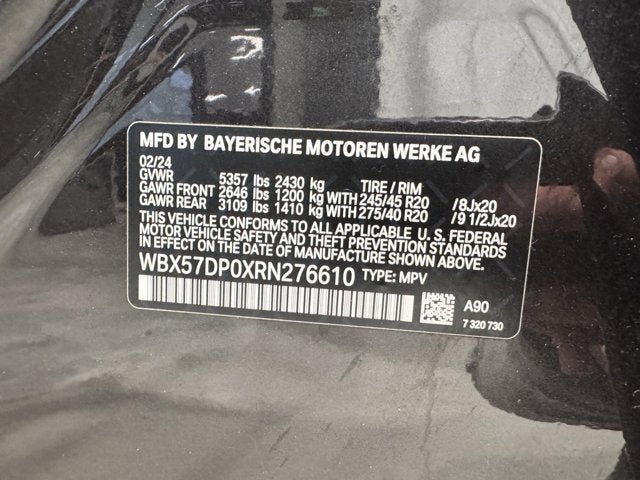 MFD BY BAYERISCHE MOTOREN WERKE AG
02/24
GVWR 5357 lbs 2430 kg TIRE / RIM
GAWR FRONT 2646 lbs 1200 kg WITH 245/45 R20 /8Jx20
GAWR REAR 3109 lbs 1410 kg WITH 275/40 R20 /9 1/2Jx20
THIS VEHICLE CONFORMS TO ALL APPLICABLE U. S. FEDERAL
MOTOR VEHICLE SAFETY AND THEFT PREVENTION STANDARDS
IN EFFECT ON THE DATE OF MANUFACTURE SHOWN ABOVE.
WBX57DP0XRN276610 TYPE: MPV
A90
7 320 730